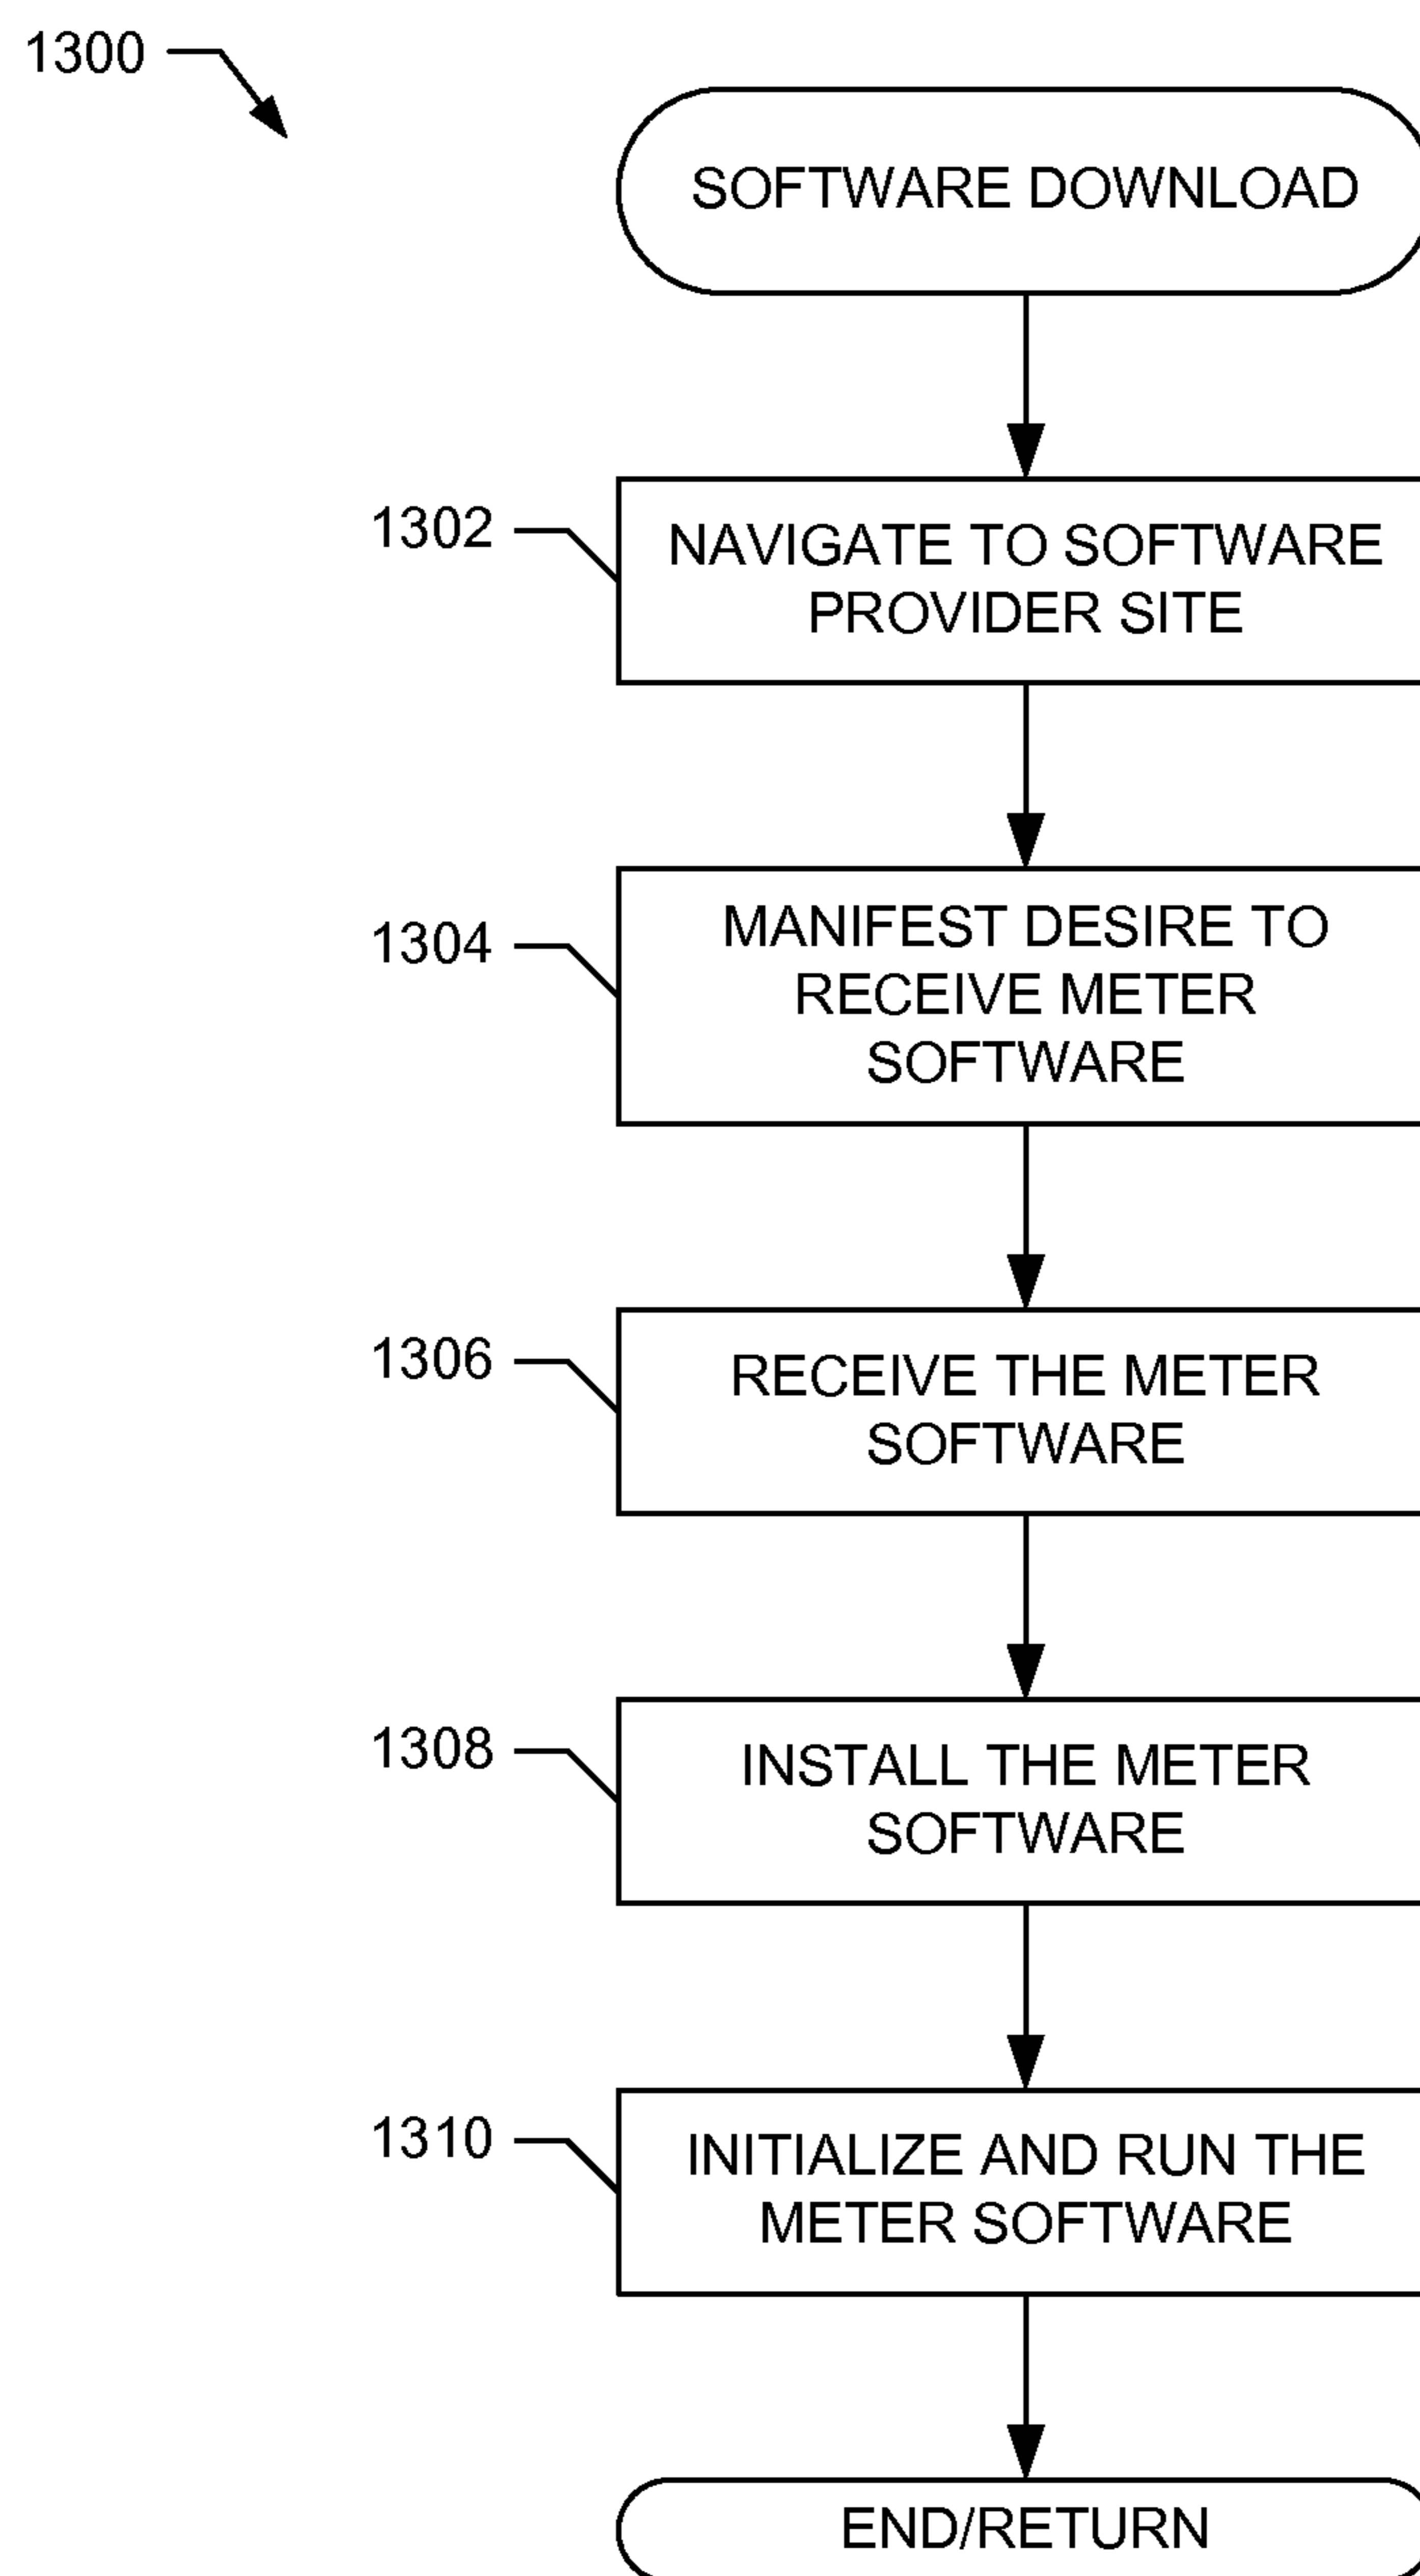 1300
SOFTWARE DOWNLOAD
1302
NAVIGATE TO SOFTWARE
PROVIDER SITE
1304
MANIFEST DESIRE TO
RECEIVE METER
SOFTWARE
1306
RECEIVE THE METER
SOFTWARE
1308
INSTALL THE METER
SOFTWARE
1310
INITIALIZE AND RUN THE
METER SOFTWARE
END/RETURN